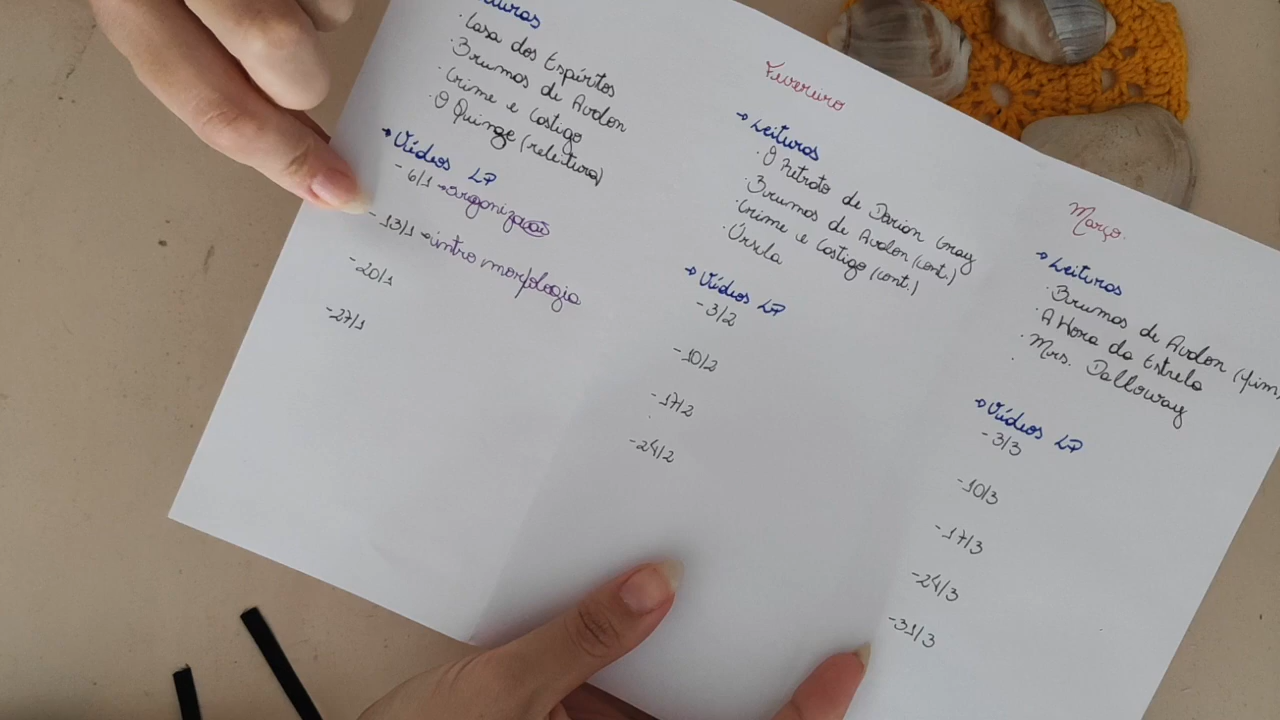 · Casa dos Espíritos
· Brumas de Avalon
· Crime e Castigo
· O Quinze (releitura)
→ Vídeos LP
- 6/1 → organização
- 13/1 → intro morfologia
- 20/1
- 27/1
Fevereiro
→ Leituras
· O Retrato de Dorian Gray
· Brumas de Avalon (cont.)
· Crime e Castigo (cont.)
· Úrsula
→ Vídeos LP
- 3/2
- 10/2
- 17/2
- 24/2
Março
→ Leituras
· Brumas de Avalon (fim)
· A Hora da Estrela
· Mrs. Dalloway
·
→ Vídeos LP
- 3/3
- 10/3
- 17/3
- 24/3
- 31/3